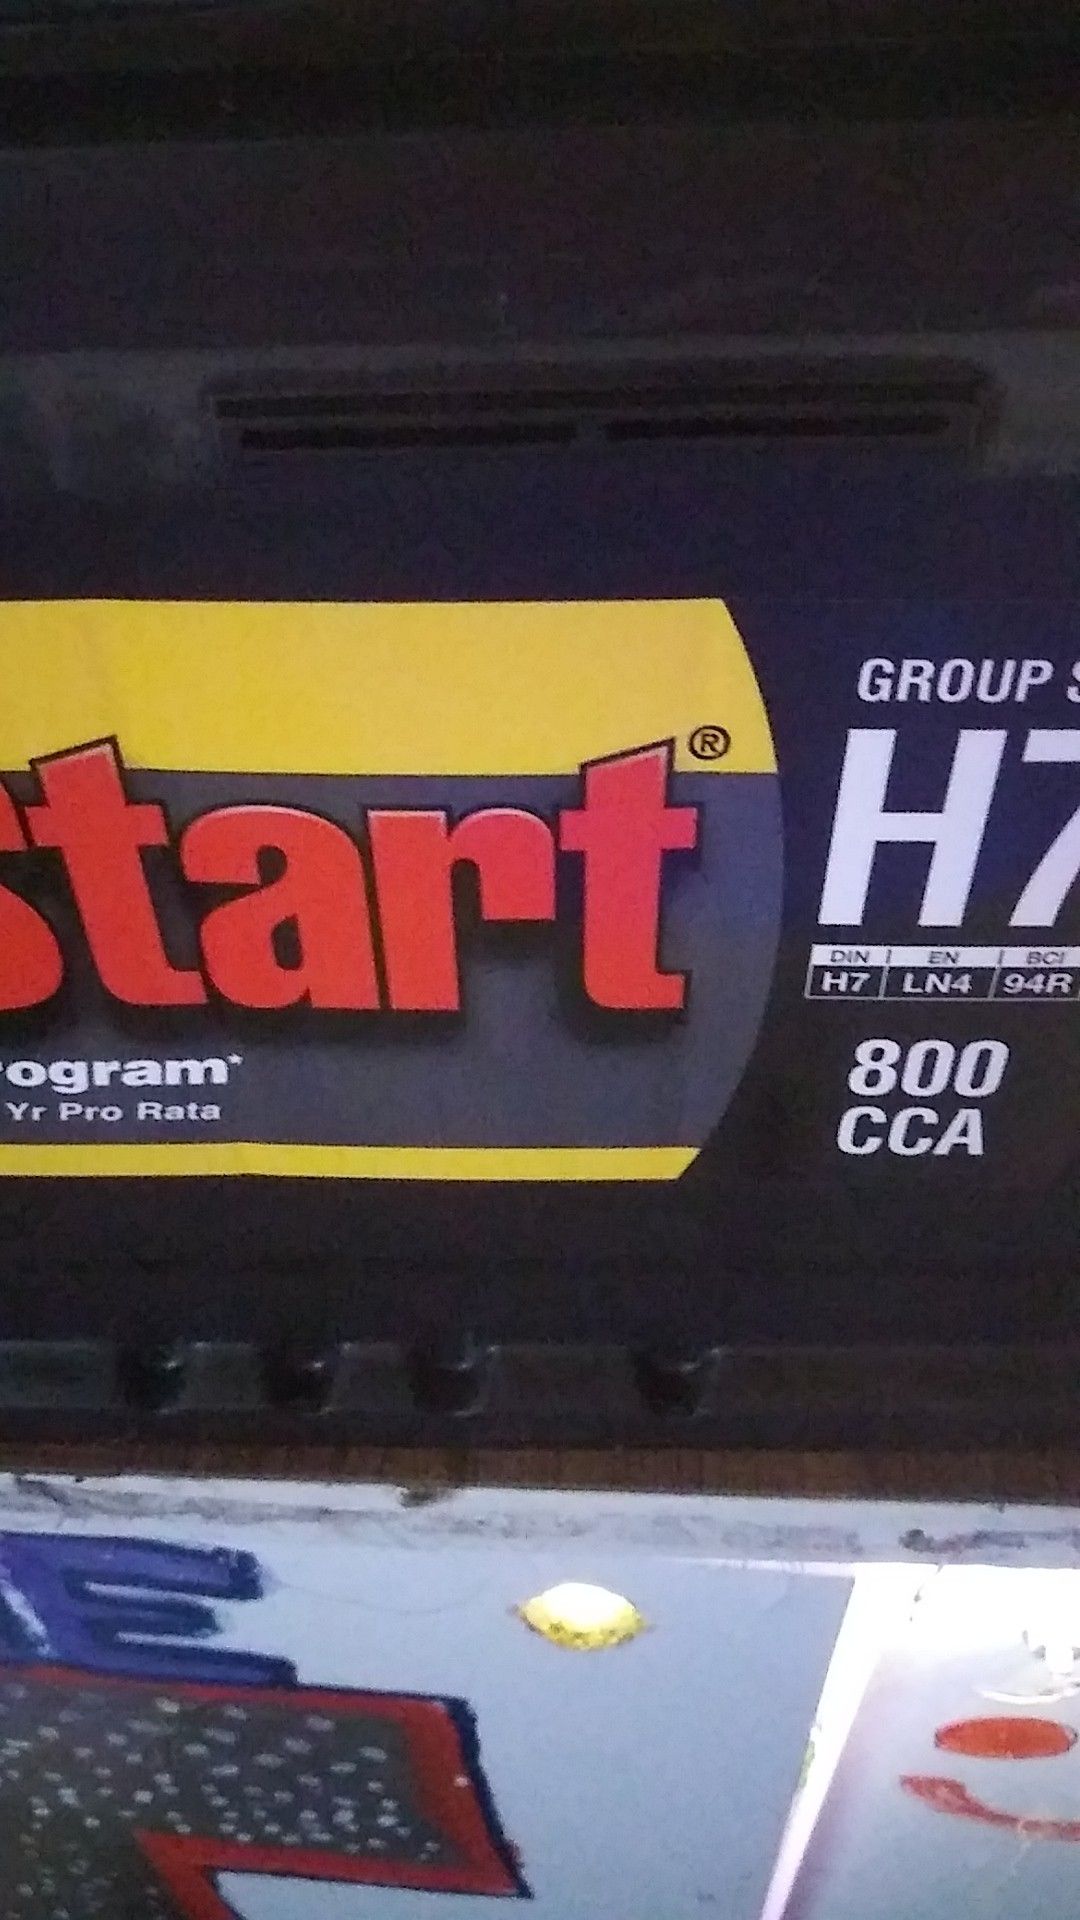 GROUP S
H7
Start®
DIN EN BCI
H7 LN4 94R
rogram*
Yr Pro Rata
800
CCA
E